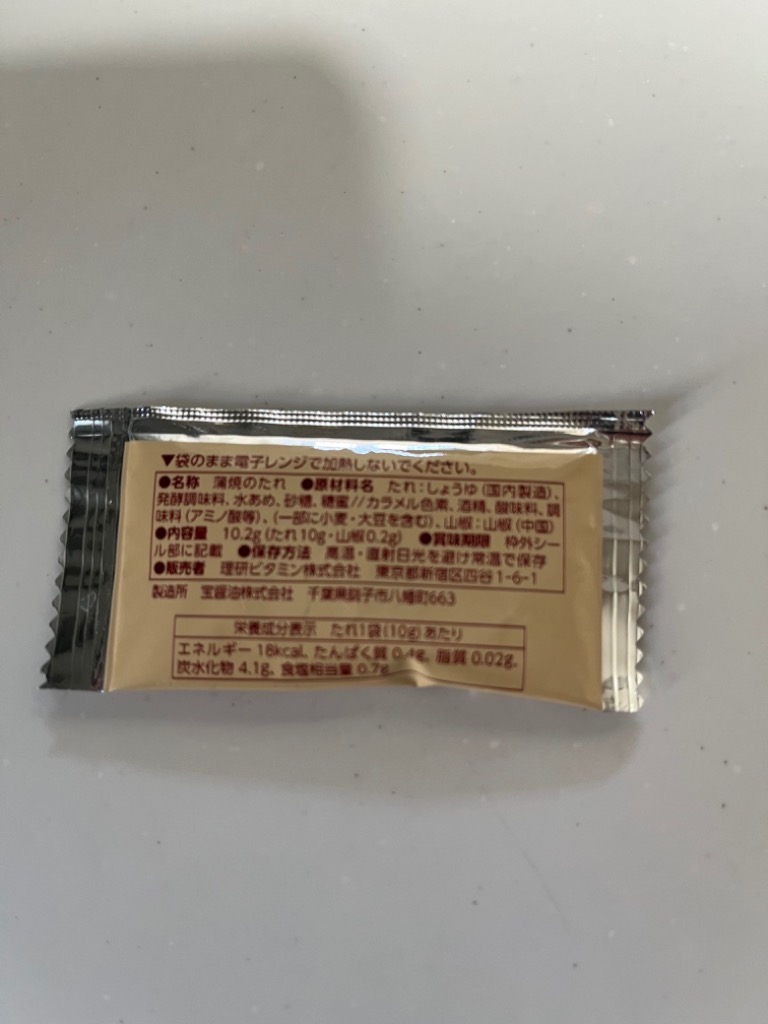 ▼袋のまま電子レンジで加熱しないでください。
●名称 蒲焼のたれ ●原材料名 たれ:しょうゆ(国内製造)、
発酵調味料、水あめ、砂糖、糖蜜//カラメル色素、酒精、酸味料、調
味料(アミノ酸等)、(一部に小麦・大豆を含む)、山椒:山椒(中国)
●内容量 10.2g(たれ10g・山椒0.2g) ●賞味期限 枠外シー
ル部に記載 ●保存方法 高温・直射日光を避け常温で保存
●販売者 理研ビタミン株式会社 東京都新宿区四谷1-6-1
製造所 宝醤油株式会社 千葉県銚子市八幡町663
栄養成分表示 たれ1袋(10g)あたり
エネルギー 18kcal、たんぱく質 0.4g、脂質 0.02g、
炭水化物 4.1g、食塩相当量 0.7g